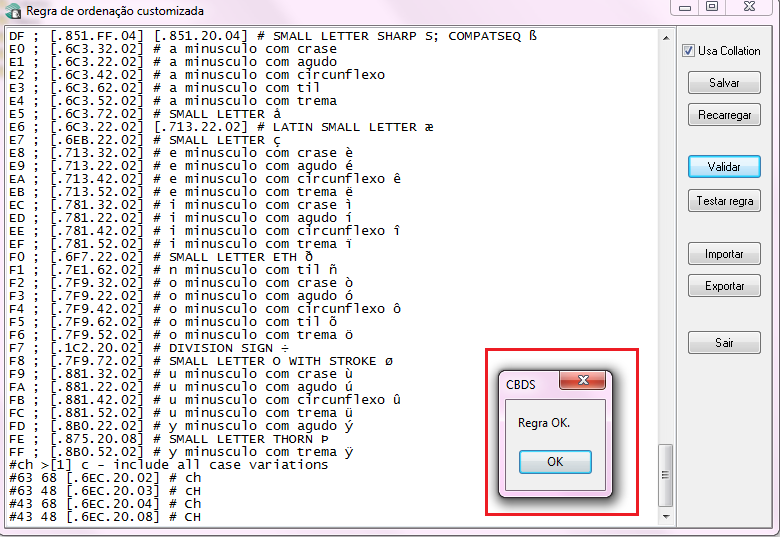 Regra de ordenação customizada
DF ; [.851.FF.04] [.851.20.04] # SMALL LETTER SHARP S; COMPATSEQ ß
E0 ; [.6C3.32.02] # a minusculo com crase
E1 ; [.6C3.22.02] # a minusculo com agudo
E2 ; [.6C3.42.02] # a minusculo com circunflexo
E3 ; [.6C3.62.02] # a minusculo com til
E4 ; [.6C3.52.02] # a minusculo com trema
E5 ; [.6C3.72.02] # SMALL LETTER å
E6 ; [.6C3.22.02] [.713.22.02] # LATIN SMALL LETTER æ
E7 ; [.6EB.22.02] # SMALL LETTER ç
E8 ; [.713.32.02] # e minusculo com crase è
E9 ; [.713.22.02] # e minusculo com agudo é
EA ; [.713.42.02] # e minusculo com circunflexo ê
EB ; [.713.52.02] # e minusculo com trema ë
EC ; [.781.32.02] # i minusculo com crase ì
ED ; [.781.22.02] # i minusculo com agudo í
EE ; [.781.42.02] # i minusculo com circunflexo î
EF ; [.781.52.02] # i minusculo com trema ï
F0 ; [.6F7.22.02] # SMALL LETTER ETH ð
F1 ; [.7E1.62.02] # n minusculo com til ñ
F2 ; [.7F9.32.02] # o minusculo com crase ò
F3 ; [.7F9.22.02] # o minusculo com agudo ó
F4 ; [.7F9.42.02] # o minusculo com circunflexo ô
F5 ; [.7F9.62.02] # o minusculo com til õ
F6 ; [.7F9.52.02] # o minusculo com trema ö
F7 ; [.1C2.20.02] # DIVISION SIGN ÷
F8 ; [.7F9.72.02] # SMALL LETTER O WITH STROKE ø
F9 ; [.881.32.02] # u minusculo com crase ù
FA ; [.881.22.02] # u minusculo com agudo ú
FB ; [.881.42.02] # u minusculo com circunflexo û
FC ; [.881.52.02] # u minusculo com trema ü
FD ; [.8B0.22.02] # y minusculo com agudo ý
FE ; [.875.20.08] # SMALL LETTER THORN Þ
FF ; [.8B0.52.02] # y minusculo com trema ÿ
#ch >[1] c - include all case variations
#63 68 [.6EC.20.02] # ch
#63 48 [.6EC.20.03] # cH
#43 68 [.6EC.20.04] # Ch
#43 48 [.6EC.20.08] # CH
Usa Collation
Salvar
Recarregar
Validar
Testar regra
Importar
Exportar
Sair
CBDS
Regra OK.
OK